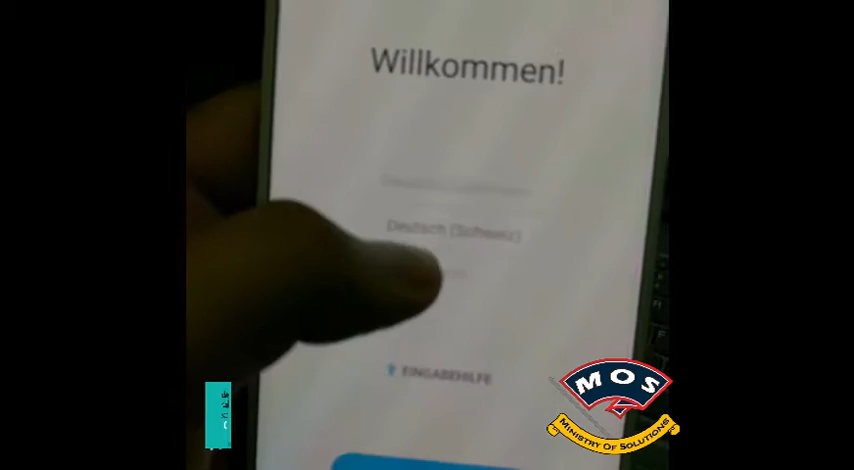 Willkommen!
Deutsch (Schweiz)
EINGABEHILFE
MOS
MINISTRY OF SOLUTIONS